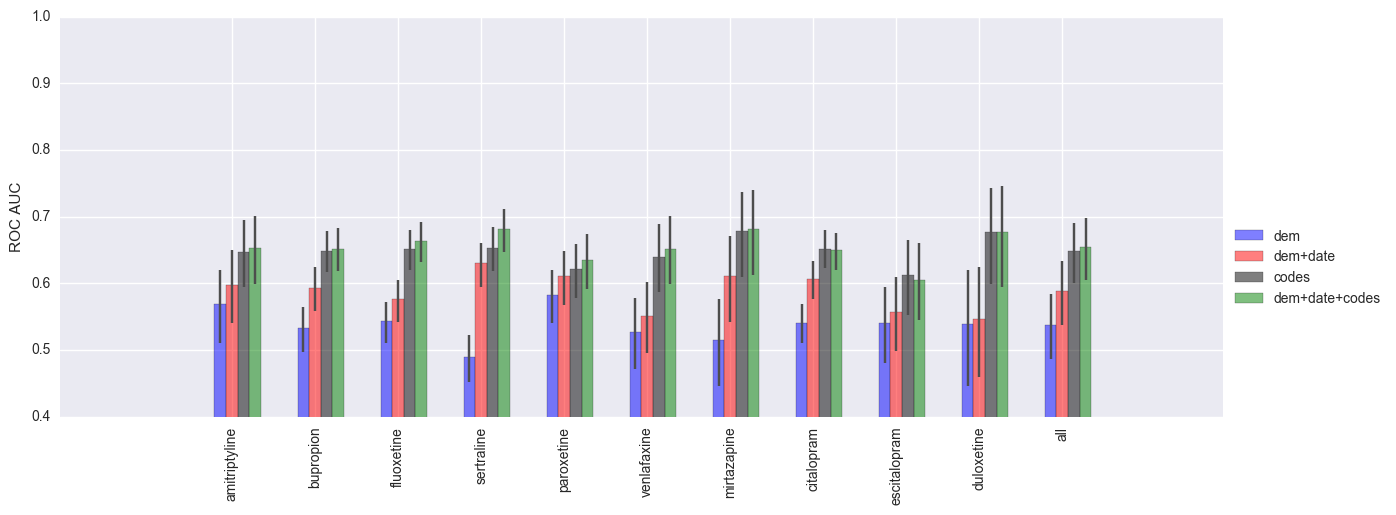 1.0
0.9
0.8
0.7
0.6
0.5
0.4
ROC AUC
amitriptyline
bupropion
fluoxetine
sertraline
paroxetine
venlafaxine
mirtazapine
citalopram
escitalopram
duloxetine
all
dem
dem+date
codes
dem+date+codes